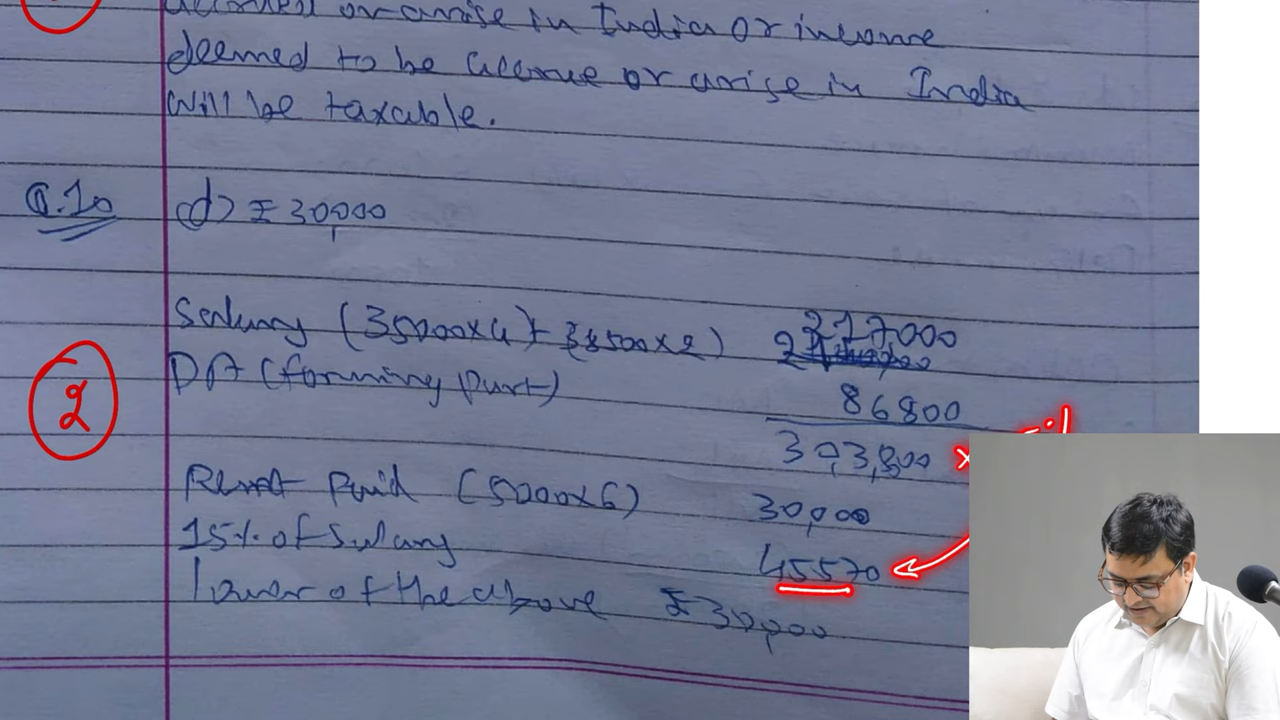 accrued or arise in India or income
deemed to be accrue or arise in India
will be taxable.
Q.10 d) ₹ 30,000
Salary (35000×4)+(38500×2) 217,000
DA (forming part) 86800
303,800 ×
2
Rent Paid (5000×6) 30,000
15% of Salary 45570
lower of the above ₹30,000